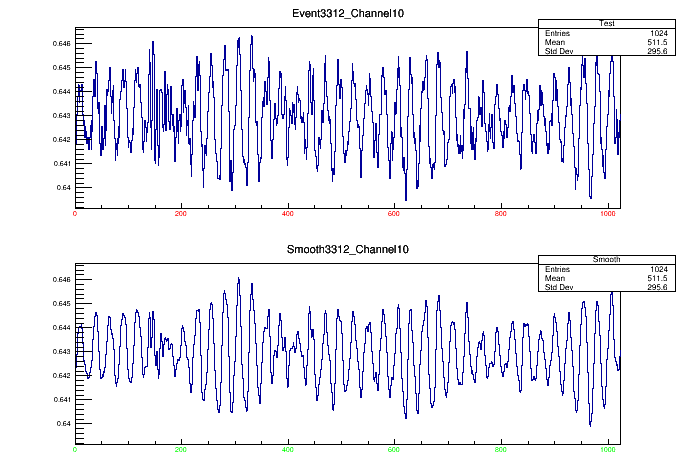 Event3312_Channel10
Test
Entries 1024
Mean 511.5
Std Dev 295.6
0.646
0.645
0.644
0.643
0.642
0.641
0.64
0 200 400 600 800 1000
Smooth3312_Channel10
Smooth
Entries 1024
Mean 511.5
Std Dev 295.6
0.646
0.645
0.644
0.643
0.642
0.641
0.64
0 200 400 600 800 1000